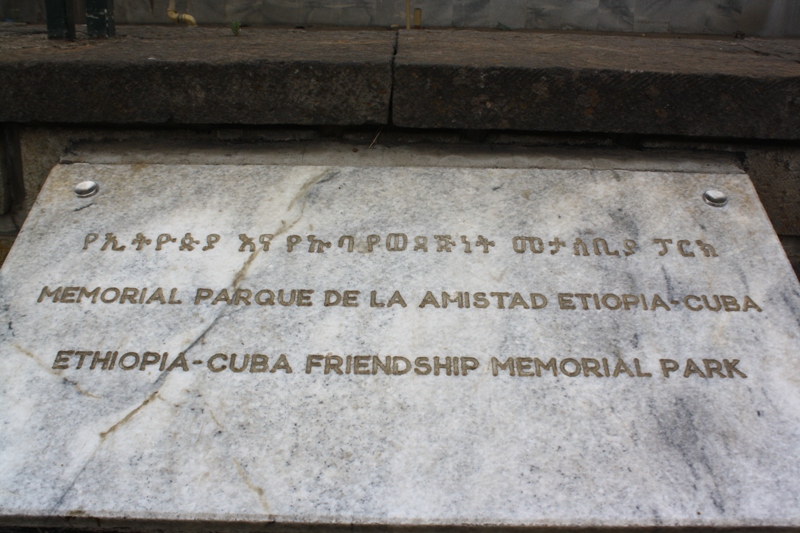 የኢትዮጵያ እና የኩባ የወዳጅነት መታሰቢያ ፓርክ
MEMORIAL PARQUE DE LA AMISTAD ETIOPIA-CUBA
ETHIOPIA-CUBA FRIENDSHIP MEMORIAL PARK